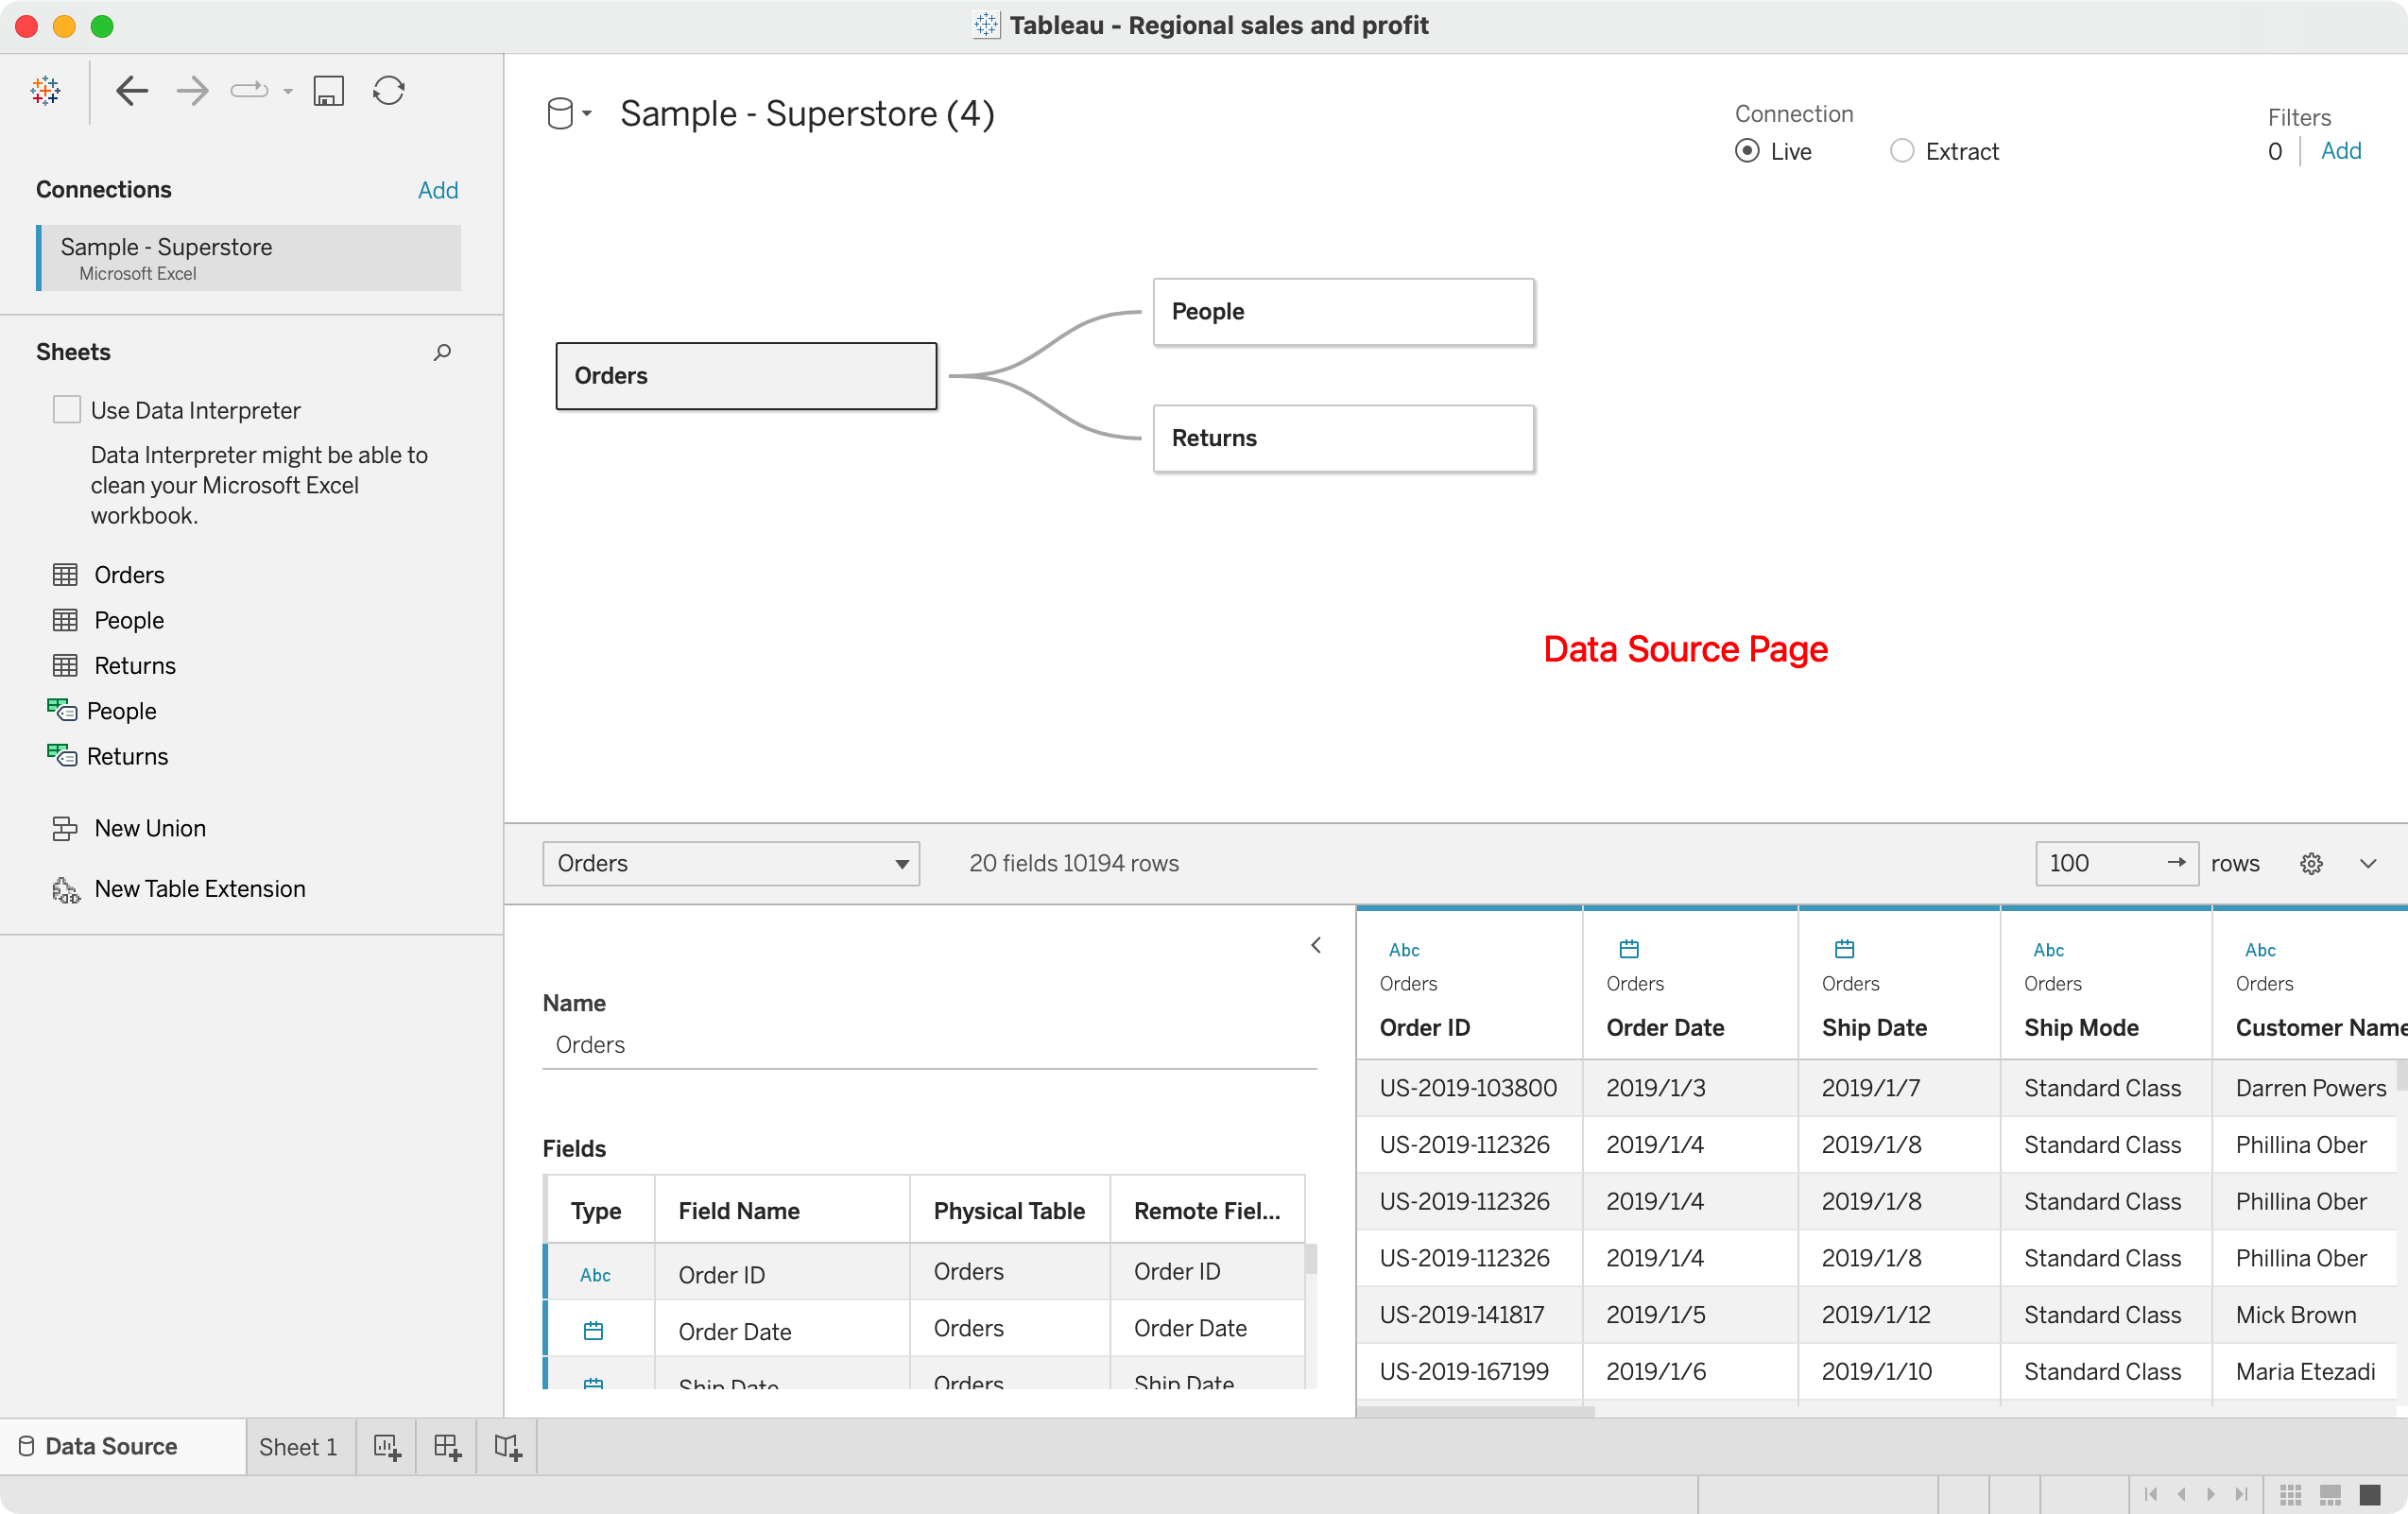 Tableau - Regional sales and profit
Connections Add
Sample - Superstore
Microsoft Excel
Sheets
Use Data Interpreter
Data Interpreter might be able to
clean your Microsoft Excel
workbook.
Orders
People
Returns
People
Returns
New Union
New Table Extension
Sample - Superstore (4)
Connection
Live Extract
Filters
0 Add
Orders
People
Returns
Data Source Page
Orders 20 fields 10194 rows 100 rows
Name
Orders
Fields
Type Field Name Physical Table Remote Fiel...
Abc Order ID Orders Order ID
Order Date Orders Order Date
Ship Date Orders Ship Date
Abc Abc Abc
Orders Orders Orders Orders Orders
Order ID Order Date Ship Date Ship Mode Customer Name
US-2019-103800 2019/1/3 2019/1/7 Standard Class Darren Powers
US-2019-112326 2019/1/4 2019/1/8 Standard Class Phillina Ober
US-2019-112326 2019/1/4 2019/1/8 Standard Class Phillina Ober
US-2019-112326 2019/1/4 2019/1/8 Standard Class Phillina Ober
US-2019-141817 2019/1/5 2019/1/12 Standard Class Mick Brown
US-2019-167199 2019/1/6 2019/1/10 Standard Class Maria Etezadi
Data Source Sheet 1